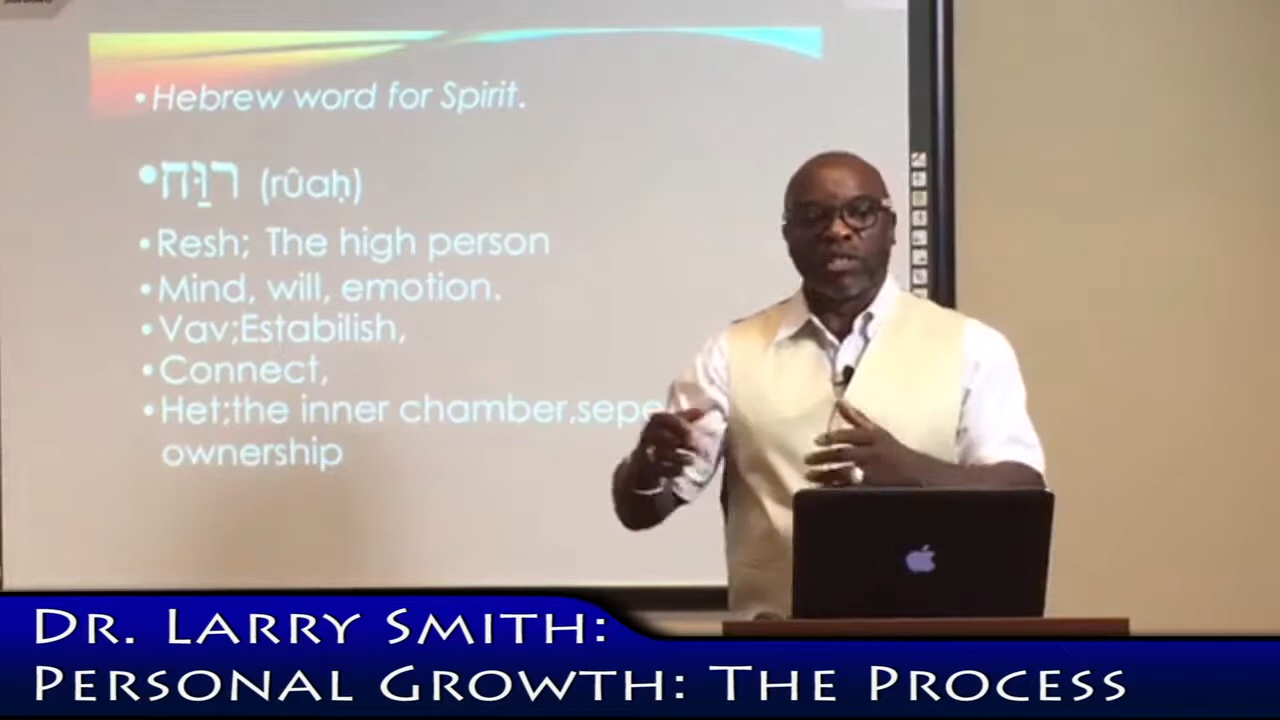 •Hebrew word for Spirit.
•רוּחַ (rûaḥ)
•Resh; The high person
•Mind, will, emotion.
•Vav;Estabilish,
•Connect,
•Het;the inner chamber,sepe
ownership
Dr. Larry Smith:
Personal Growth: The Process